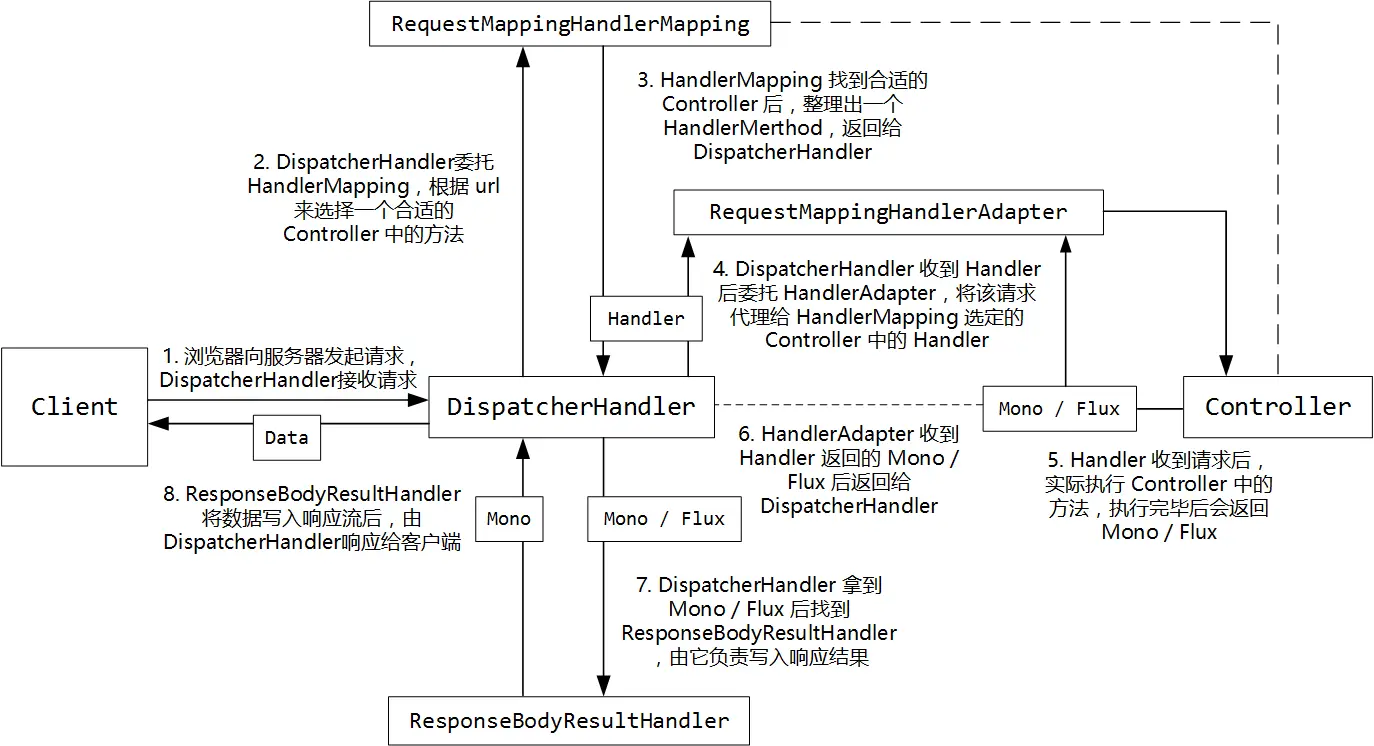 RequestMappingHandlerMapping
3. HandlerMapping 找到合适的
Controller 后，整理出一个
HandlerMerthod，返回给
DispatcherHandler
2. DispatcherHandler委托
HandlerMapping，根据 url
来选择一个合适的
Controller 中的方法
RequestMappingHandlerAdapter
4. DispatcherHandler 收到 Handler
后委托 HandlerAdapter，将该请求
代理给 HandlerMapping 选定的
Controller 中的 Handler
Handler
1. 浏览器向服务器发起请求，
DispatcherHandler接收请求
Client
DispatcherHandler
Mono / Flux
Controller
Data
6. HandlerAdapter 收到
Handler 返回的 Mono /
Flux 后返回给
DispatcherHandler
5. Handler 收到请求后，
实际执行 Controller 中的
方法，执行完毕后会返回
Mono / Flux
8. ResponseBodyResultHandler
将数据写入响应流后，由
DispatcherHandler响应给客户端
Mono
Mono / Flux
7. DispatcherHandler 拿到
Mono / Flux 后找到
ResponseBodyResultHandler
，由它负责写入响应结果
ResponseBodyResultHandler